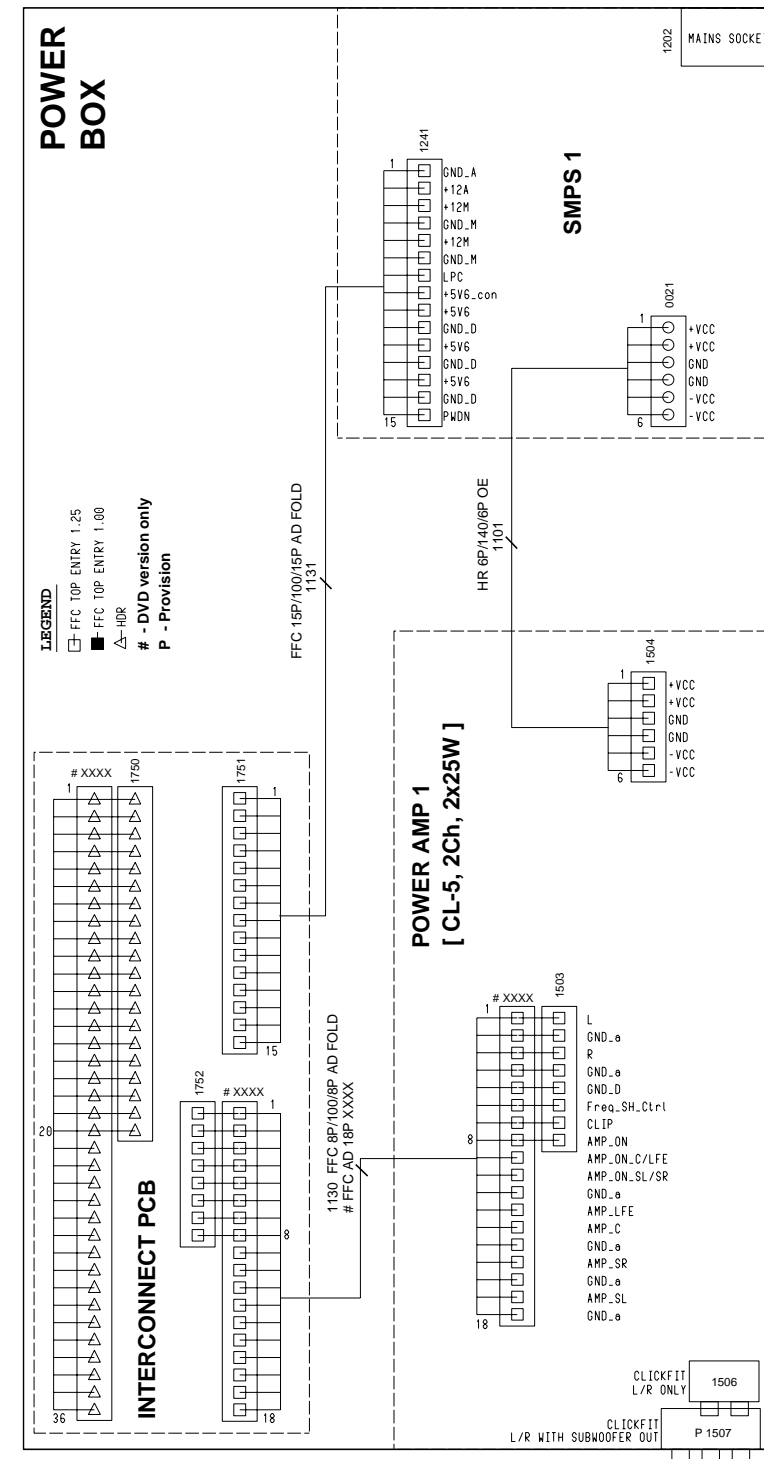 POWER
BOX
1202
MAINS SOCKE
1241
1
GND_A
+12A
+12M
GND_M
+12M
GND_M
LPC
+5V6_con
+5V6
GND_D
+5V6
GND_D
+5V6
GND_D
PWDN
15
SMPS 1
0021
1
+VCC
+VCC
GND
GND
-VCC
-VCC
6
LEGEND
FFC TOP ENTRY 1.25
FFC TOP ENTRY 1.00
HDR
# - DVD version only
P - Provision
FFC 15P/100/15P AD FOLD
1131
HR 6P/140/6P OE
1101
# XXXX
1750
1
20
36
INTERCONNECT PCB
1751
1
15
1752
# XXXX
1
8
18
1130 FFC 8P/100/8P AD FOLD
# FFC AD 18P XXXX
POWER AMP 1
[ CL-5, 2Ch, 2x25W ]
1504
1
+VCC
+VCC
GND
GND
-VCC
-VCC
6
# XXXX
1503
1
L
GND_a
R
GND_a
GND_D
Freq_SH_Ctrl
CLIP
8
AMP_ON
AMP_ON_C/LFE
AMP_ON_SL/SR
GND_a
AMP_LFE
AMP_C
GND_a
AMP_SR
GND_a
AMP_SL
GND_a
18
CLICKFIT
L/R ONLY
1506
CLICKFIT
L/R WITH SUBWOOFER OUT
P 1507